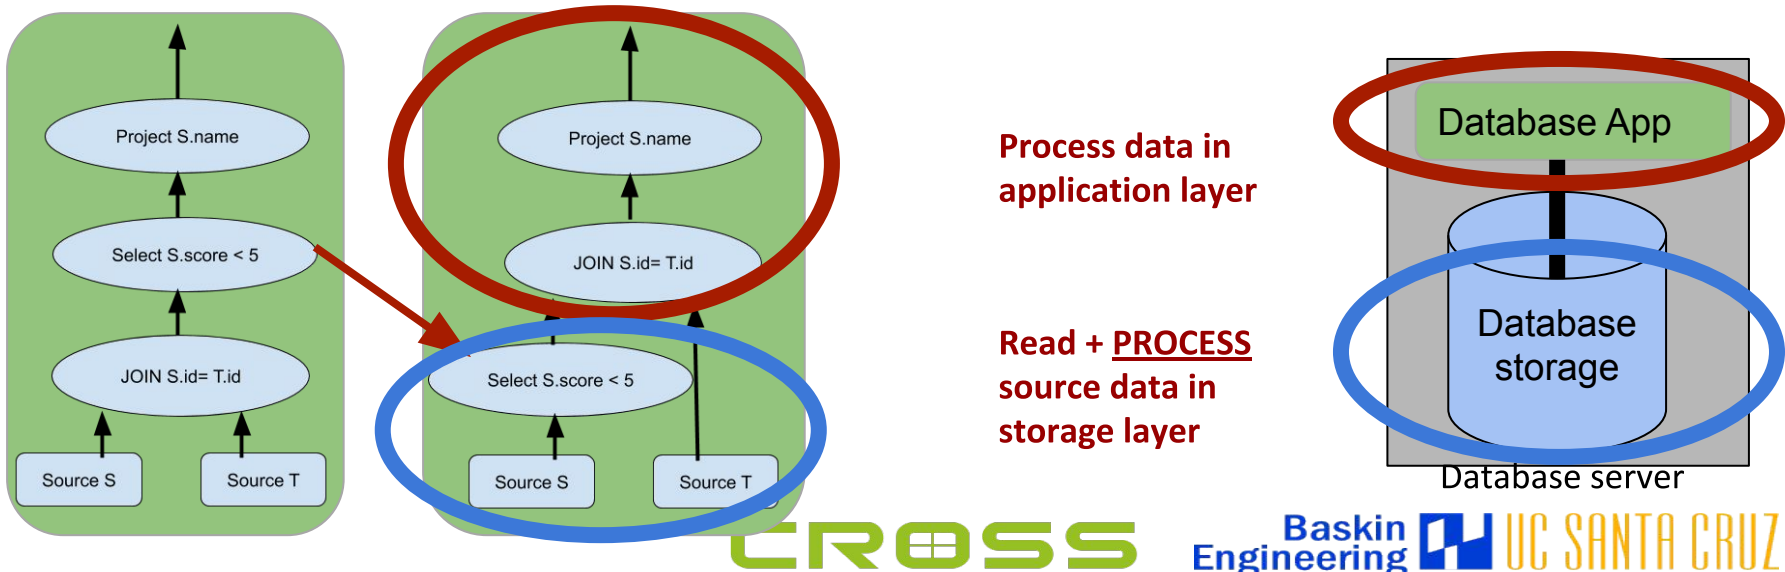 Project S.name
Select S.score < 5
JOIN S.id= T.id
Source S
Source T
Project S.name
JOIN S.id= T.id
Select S.score < 5
Source S
Source T
Process data in
application layer
Read + PROCESS
source data in
storage layer
Database App
Database
storage
Database server
CROSS
Baskin
Engineering
UC SANTA CRUZ